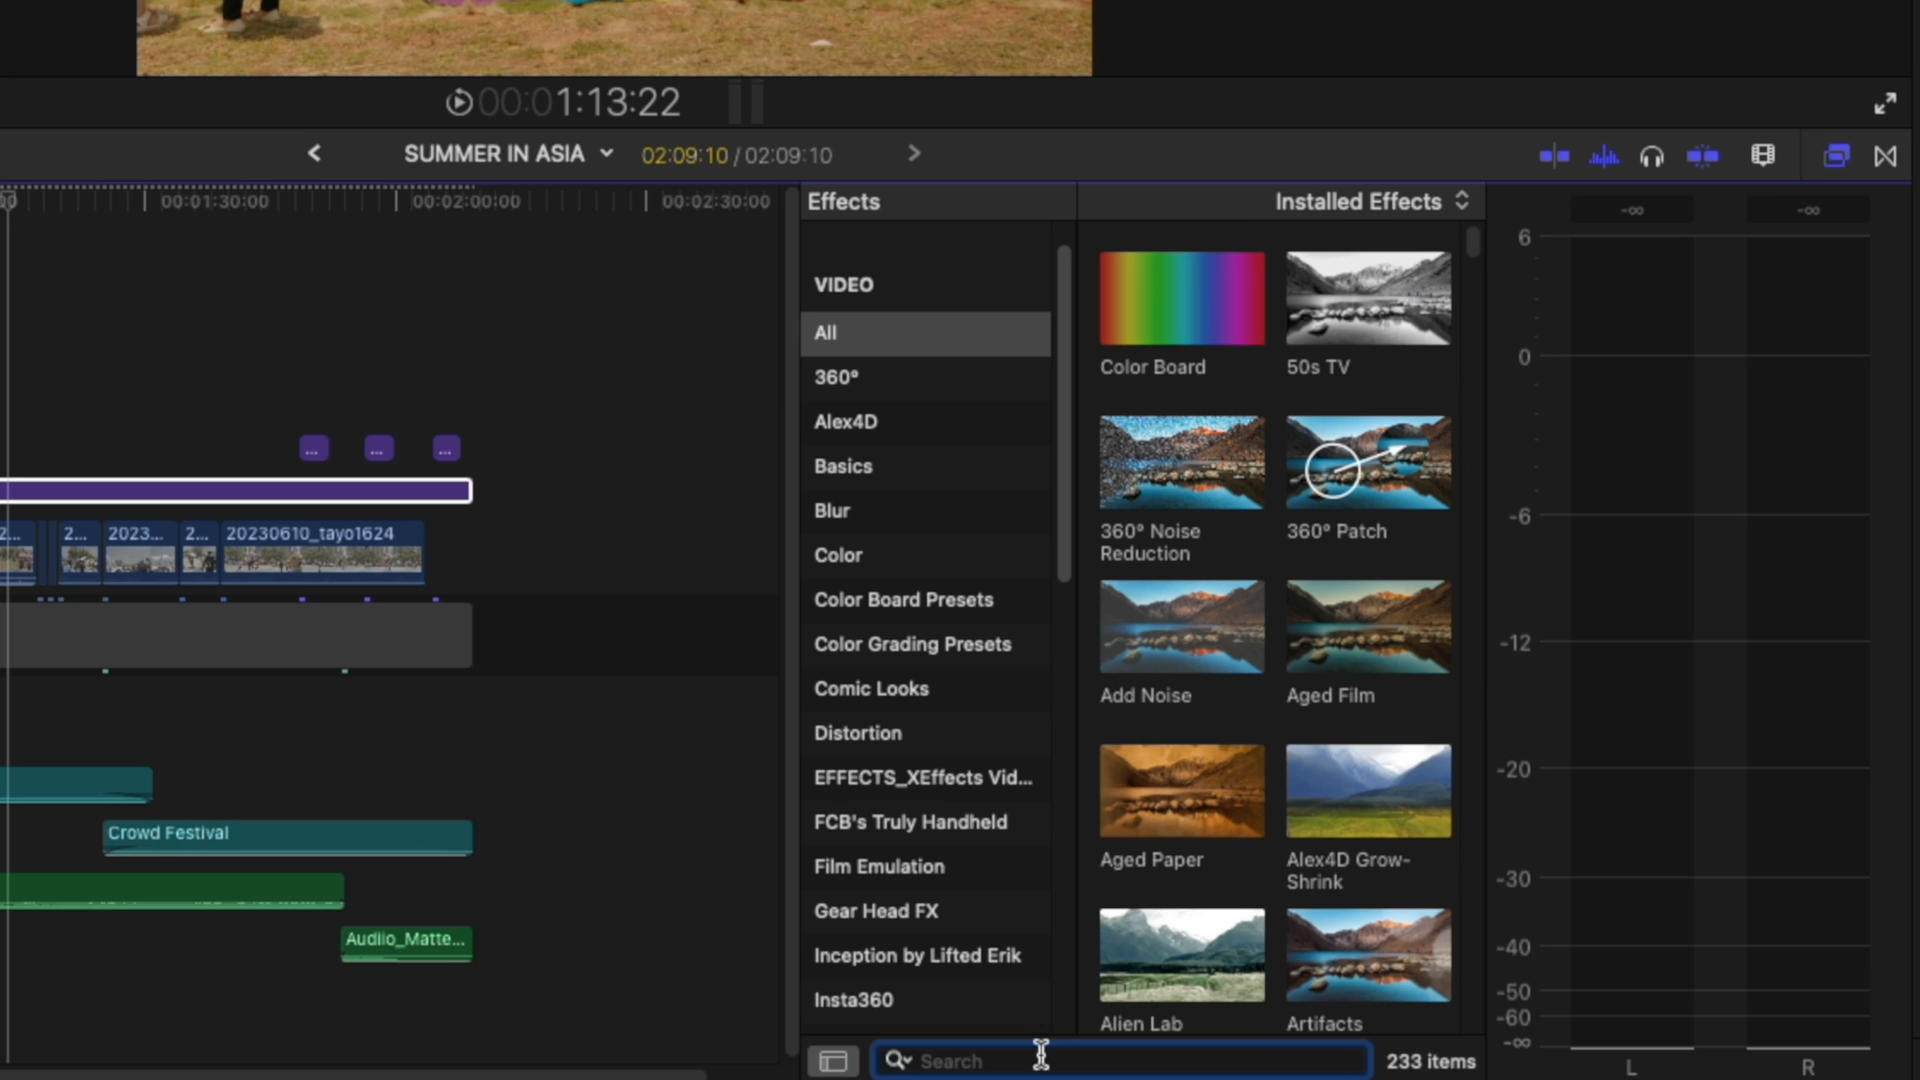 00:01:13:22
SUMMER IN ASIA
02:09:10 / 02:09:10
00:01:30:00
00:02:00:00
00:02:30:00
Effects
Installed Effects
-∞
-∞
VIDEO
All
360°
Alex4D
Basics
Blur
Color
Color Board Presets
Color Grading Presets
Comic Looks
Distortion
EFFECTS_XEffects Vid...
FCB's Truly Handheld
Film Emulation
Gear Head FX
Inception by Lifted Erik
Insta360
Color Board
50s TV
360° Noise
Reduction
360° Patch
Add Noise
Aged Film
Aged Paper
Alex4D Grow-
Shrink
Alien Lab
Artifacts
Search
233 items
...
...
...
2...
2...
2023...
2...
20230610_tayo1624
Crowd Festival
Audiio_Matte...
6
0
-6
-12
-20
-30
-40
-50
-60
-∞
L
R